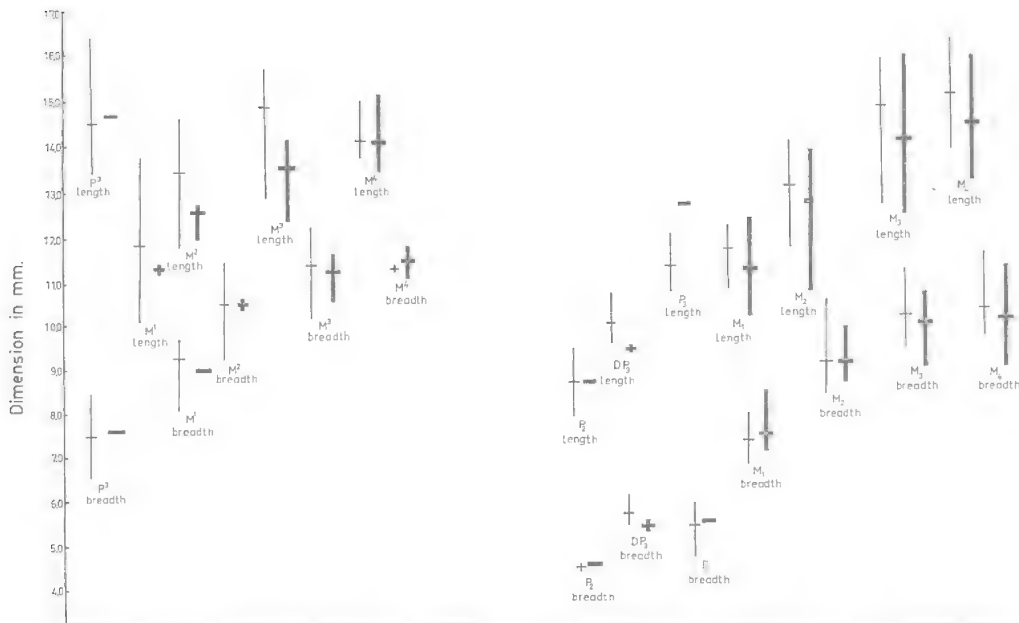 Dimension in mm.
17,0
16,0
15,0
14,0
13,0
12,0
11,0
10,0
9,0
8,0
7,0
6,0
5,0
4,0
P³
length
M¹
length
M²
length
M³
length
M⁴
length
P³
breadth
M¹
breadth
M²
breadth
M³
breadth
M⁴
breadth
P₂
length
DP₃
length
P₃
length
M₁
length
M₂
length
M₃
length
length
P₂
breadth
DP₃
breadth
breadth
M₁
breadth
M₂
breadth
M₃
breadth
M₄
breadth